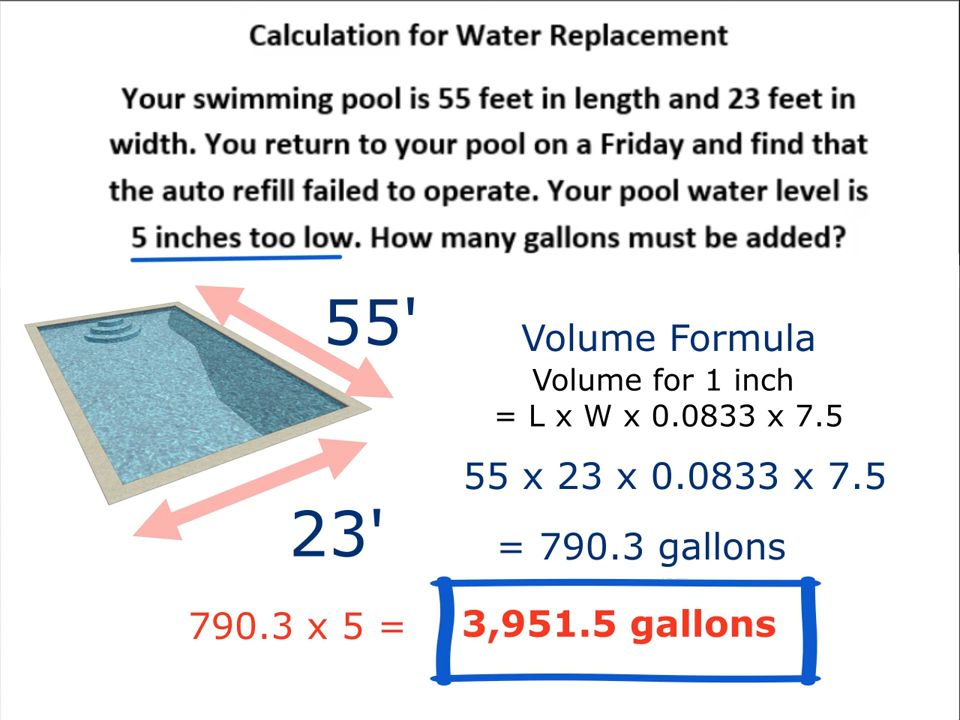 Calculation for Water Replacement
Your swimming pool is 55 feet in length and 23 feet in
width. You return to your pool on a Friday and find that
the auto refill failed to operate. Your pool water level is
5 inches too low. How many gallons must be added?
55'
23'
Volume Formula
Volume for 1 inch
= L x W x 0.0833 x 7.5
55 x 23 x 0.0833 x 7.5
= 790.3 gallons
790.3 x 5 = 3,951.5 gallons